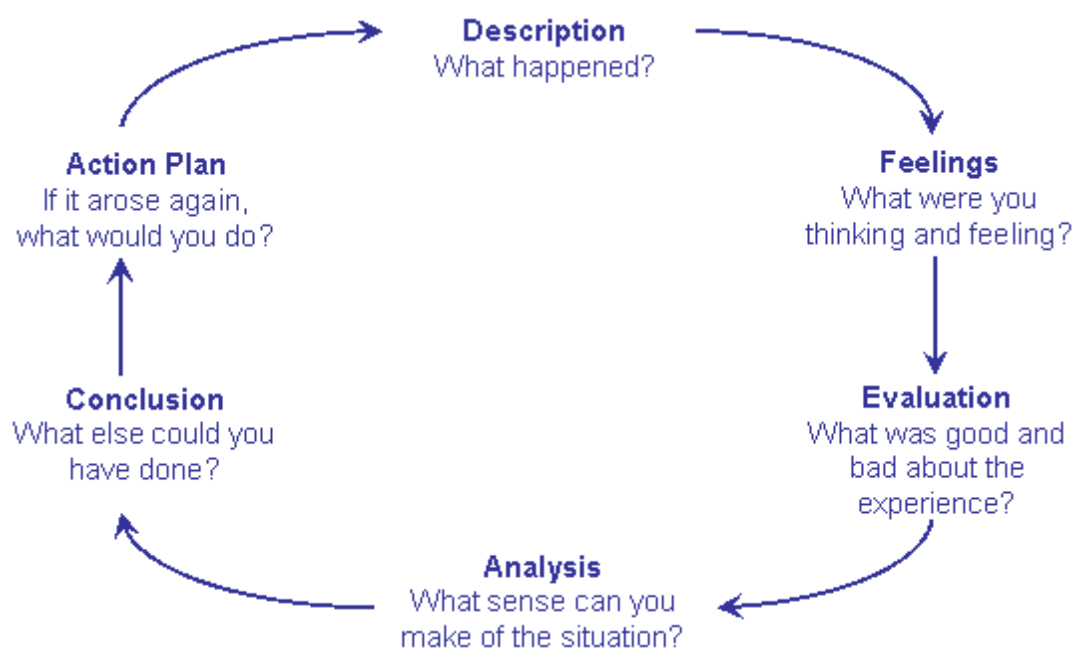 Description
What happened?
Feelings
What were you
thinking and feeling?
Evaluation
What was good and
bad about the
experience?
Analysis
What sense can you
make of the situation?
Conclusion
What else could you
have done?
Action Plan
If it arose again,
what would you do?